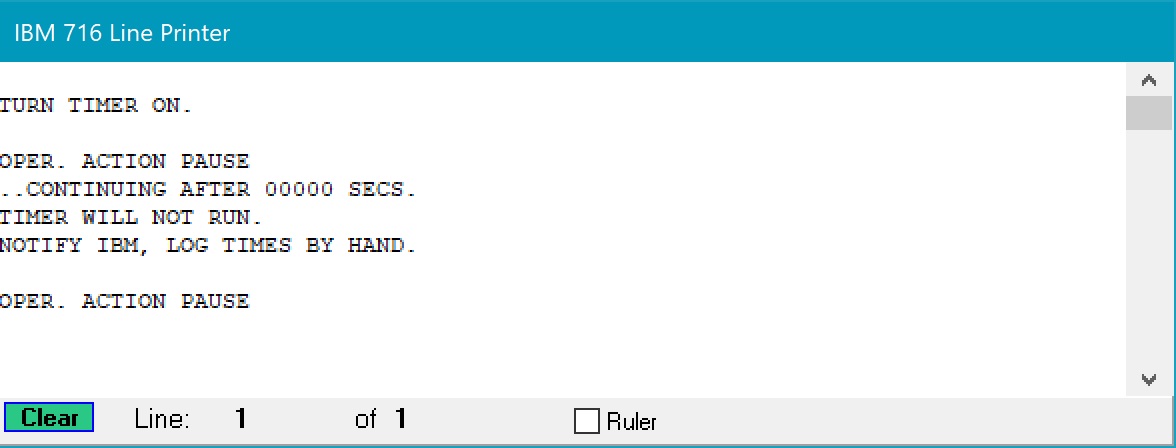 IBM 716 Line Printer
TURN TIMER ON.
OPER. ACTION PAUSE
..CONTINUING AFTER 00000 SECS.
TIMER WILL NOT RUN.
NOTIFY IBM, LOG TIMES BY HAND.
OPER. ACTION PAUSE
Clear Line: 1 of 1 Ruler